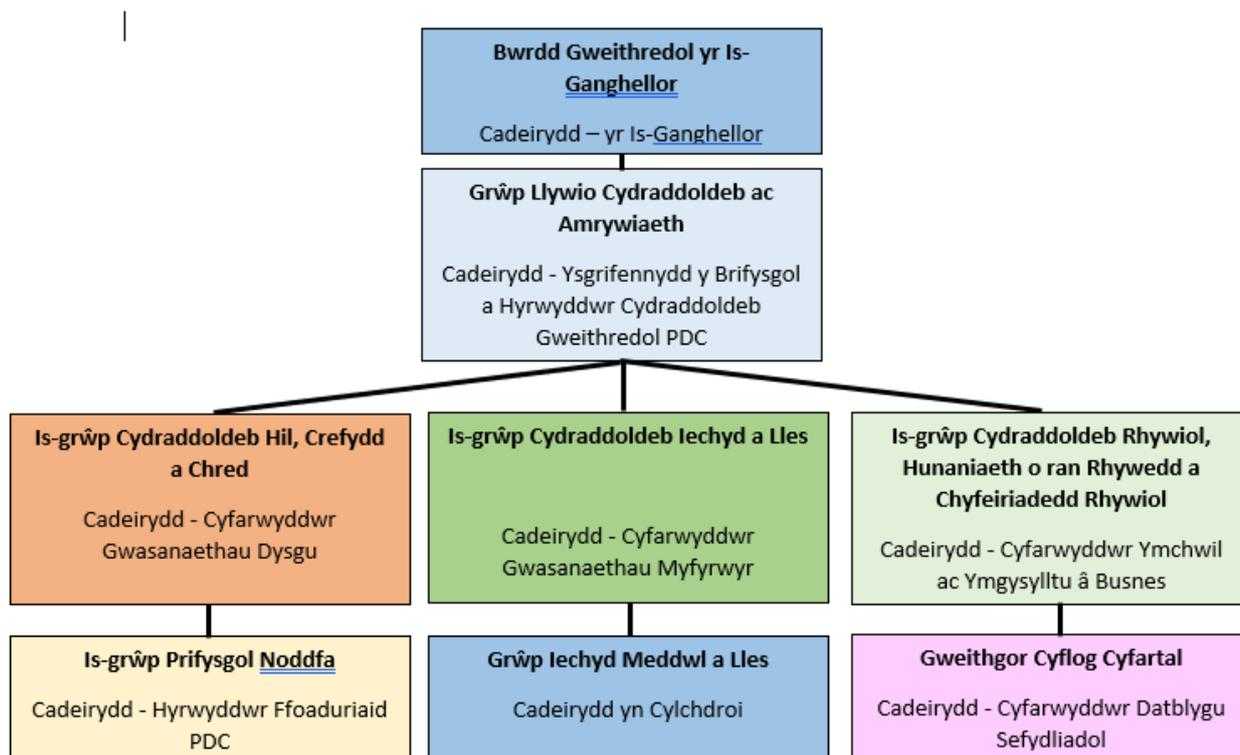 Bwrdd Gweithredol yr Is-
Ganghellor
Cadeirydd – yr Is-Ganghellor
Grŵp Llywio Cydraddoldeb ac
Amrywiaeth
Cadeirydd - Ysgrifennydd y Brifysgol
a Hyrwyddwr Cydraddoldeb
Gweithredol PDC
Is-grŵp Cydraddoldeb Hil, Crefydd
a Chred
Cadeirydd - Cyfarwyddwr
Gwasanaethau Dysgu
Is-grŵp Cydraddoldeb Iechyd a Lles
Cadeirydd - Cyfarwyddwr
Gwasanaethau Myfyrwyr
Is-grŵp Cydraddoldeb Rhywiol,
Hunaniaeth o ran Rhywedd a
Chyfeiriadedd Rhywiol
Cadeirydd - Cyfarwyddwr Ymchwil
ac Ymgysylltu â Busnes
Is-grŵp Prifysgol Noddfa
Cadeirydd - Hyrwyddwr Ffoaduriaid
PDC
Grŵp Iechyd Meddwl a Lles
Cadeirydd yn Cylchdroi
Gweithgor Cyflog Cyfartal
Cadeirydd - Cyfarwyddwr Datblygu
Sefydliadol